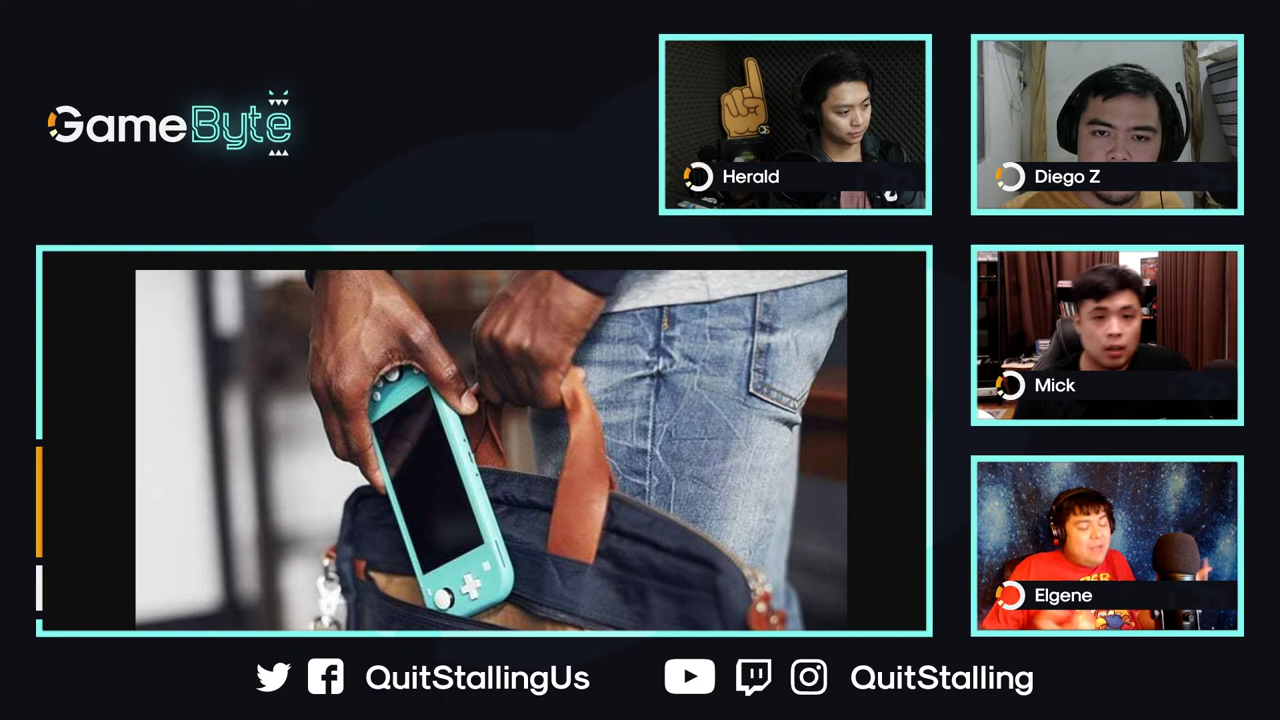 GameByte
Herald
Diego Z
Mick
Elgene
QuitStallingUs
QuitStalling